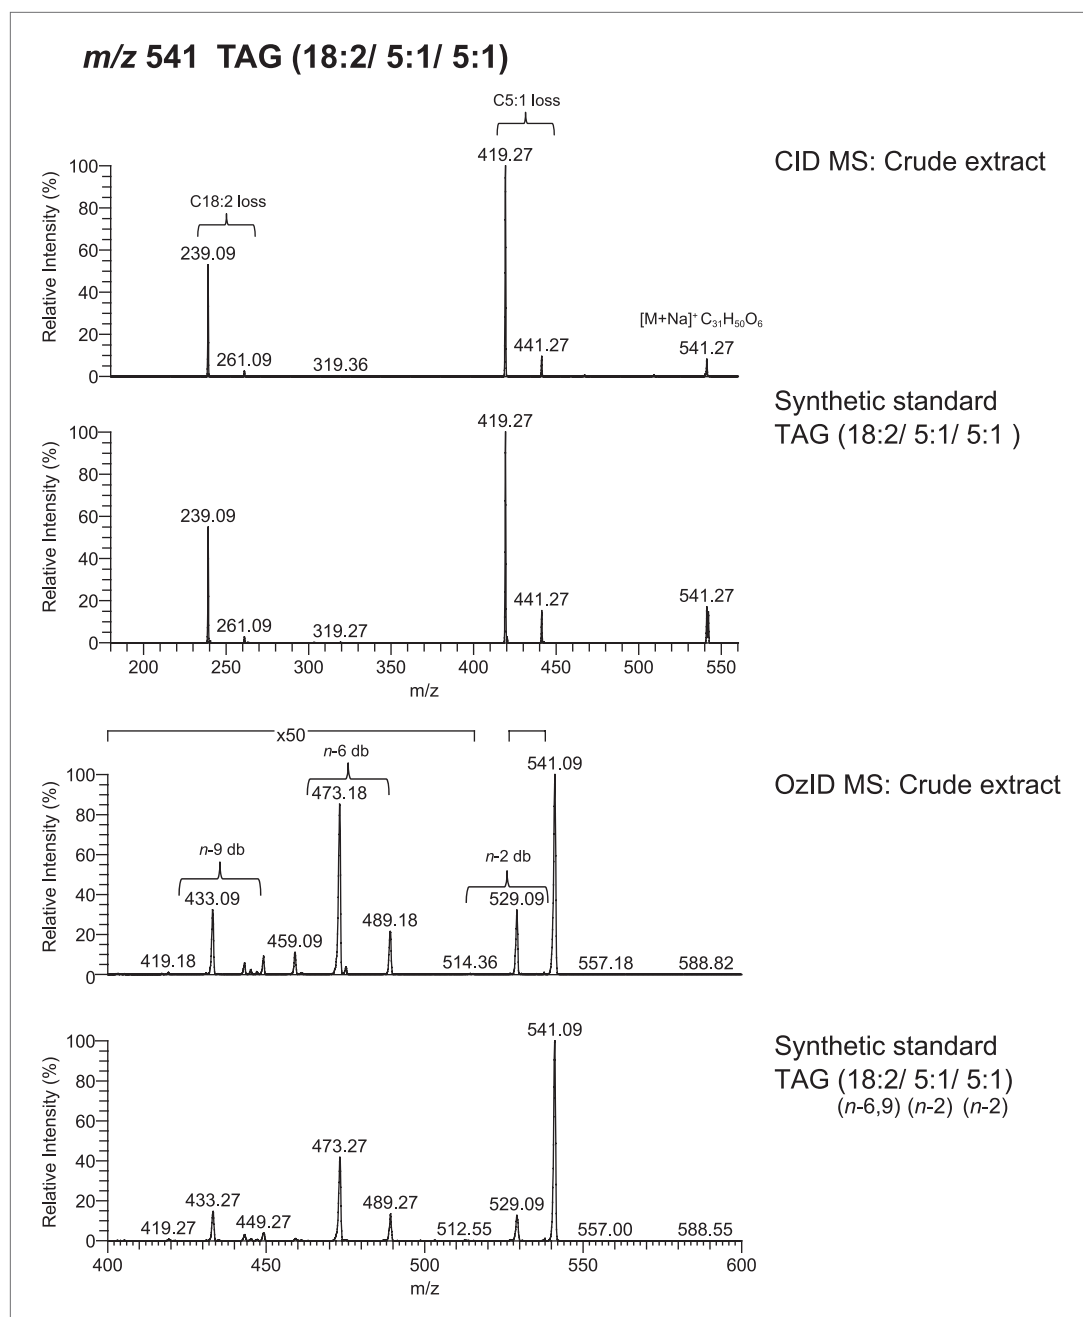 m/z 541 TAG (18:2/ 5:1/ 5:1)
C5:1 loss
419.27
CID MS: Crude extract
C18:2 loss
239.09
261.09
319.36
441.27
[M+Na]⁺ C₃₁H₅₀O₆
541.27
Relative Intensity (%)
100
80
60
40
20
0
Synthetic standard
TAG (18:2/ 5:1/ 5:1 )
419.27
239.09
261.09
319.27
441.27
541.27
Relative Intensity (%)
100
80
60
40
20
0
200 250 300 350 400 450 500 550
m/z
x50
n-6 db
473.18
541.09
OzID MS: Crude extract
n-9 db
433.09
n-2 db
529.09
419.18
459.09
489.18
514.36
557.18
588.82
Relative Intensity (%)
100
80
60
40
20
0
541.09
Synthetic standard
TAG (18:2/ 5:1/ 5:1)
(n-6,9) (n-2) (n-2)
473.27
433.27
419.27
449.27
489.27
512.55
529.09
557.00
588.55
Relative Intensity (%)
100
80
60
40
20
0
400 450 500 550 600
m/z